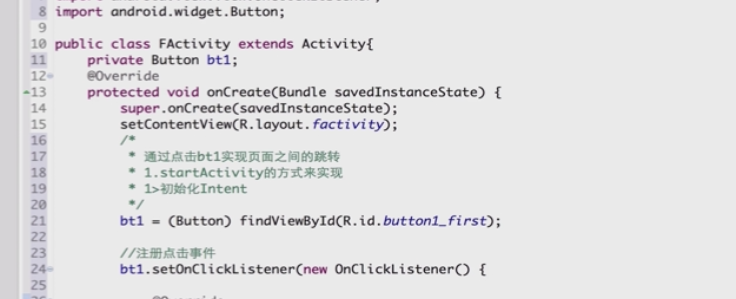 8 import android.widget.Button;
9
10 public class FActivity extends Activity{
11 private Button bt1;
12 @Override
13 protected void onCreate(Bundle savedInstanceState) {
14 super.onCreate(savedInstanceState);
15 setContentView(R.layout.factivity);
16 /*
17 * 通过点击bt1实现页面之间的跳转
18 * 1.startActivity的方式来实现
19 * 1>初始化Intent
20 */
21 bt1 = (Button) findViewById(R.id.button1_first);
22
23 //注册点击事件
24 bt1.setOnClickListener(new OnClickListener() {
25